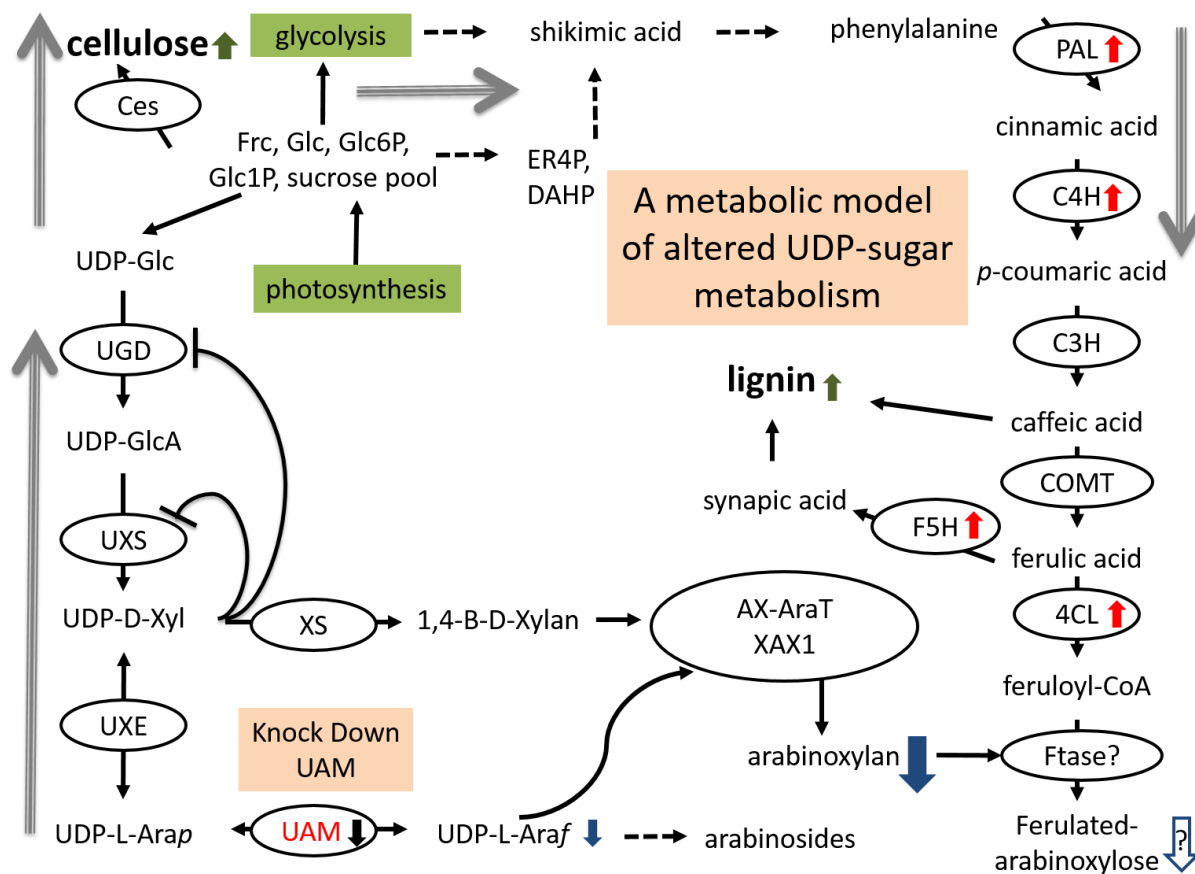 cellulose
glycolysis
shikimic acid
phenylalanine
PAL
Ces
cinnamic acid
Frc, Glc, Glc6P,
Glc1P, sucrose pool
ER4P,
DAHP
C4H
A metabolic model
of altered UDP-sugar
metabolism
UDP-Glc
photosynthesis
p-coumaric acid
UGD
C3H
lignin
caffeic acid
UDP-GlcA
COMT
synapic acid
F5H
UXS
ferulic acid
UDP-D-Xyl
XS
1,4-B-D-Xylan
AX-AraT
XAX1
4CL
feruloyl-CoA
UXE
Knock Down
UAM
arabinoxylan
Ftase?
UDP-L-Arap
UAM
UDP-L-Araf
arabinosides
Ferulated-
arabinoxylose
?